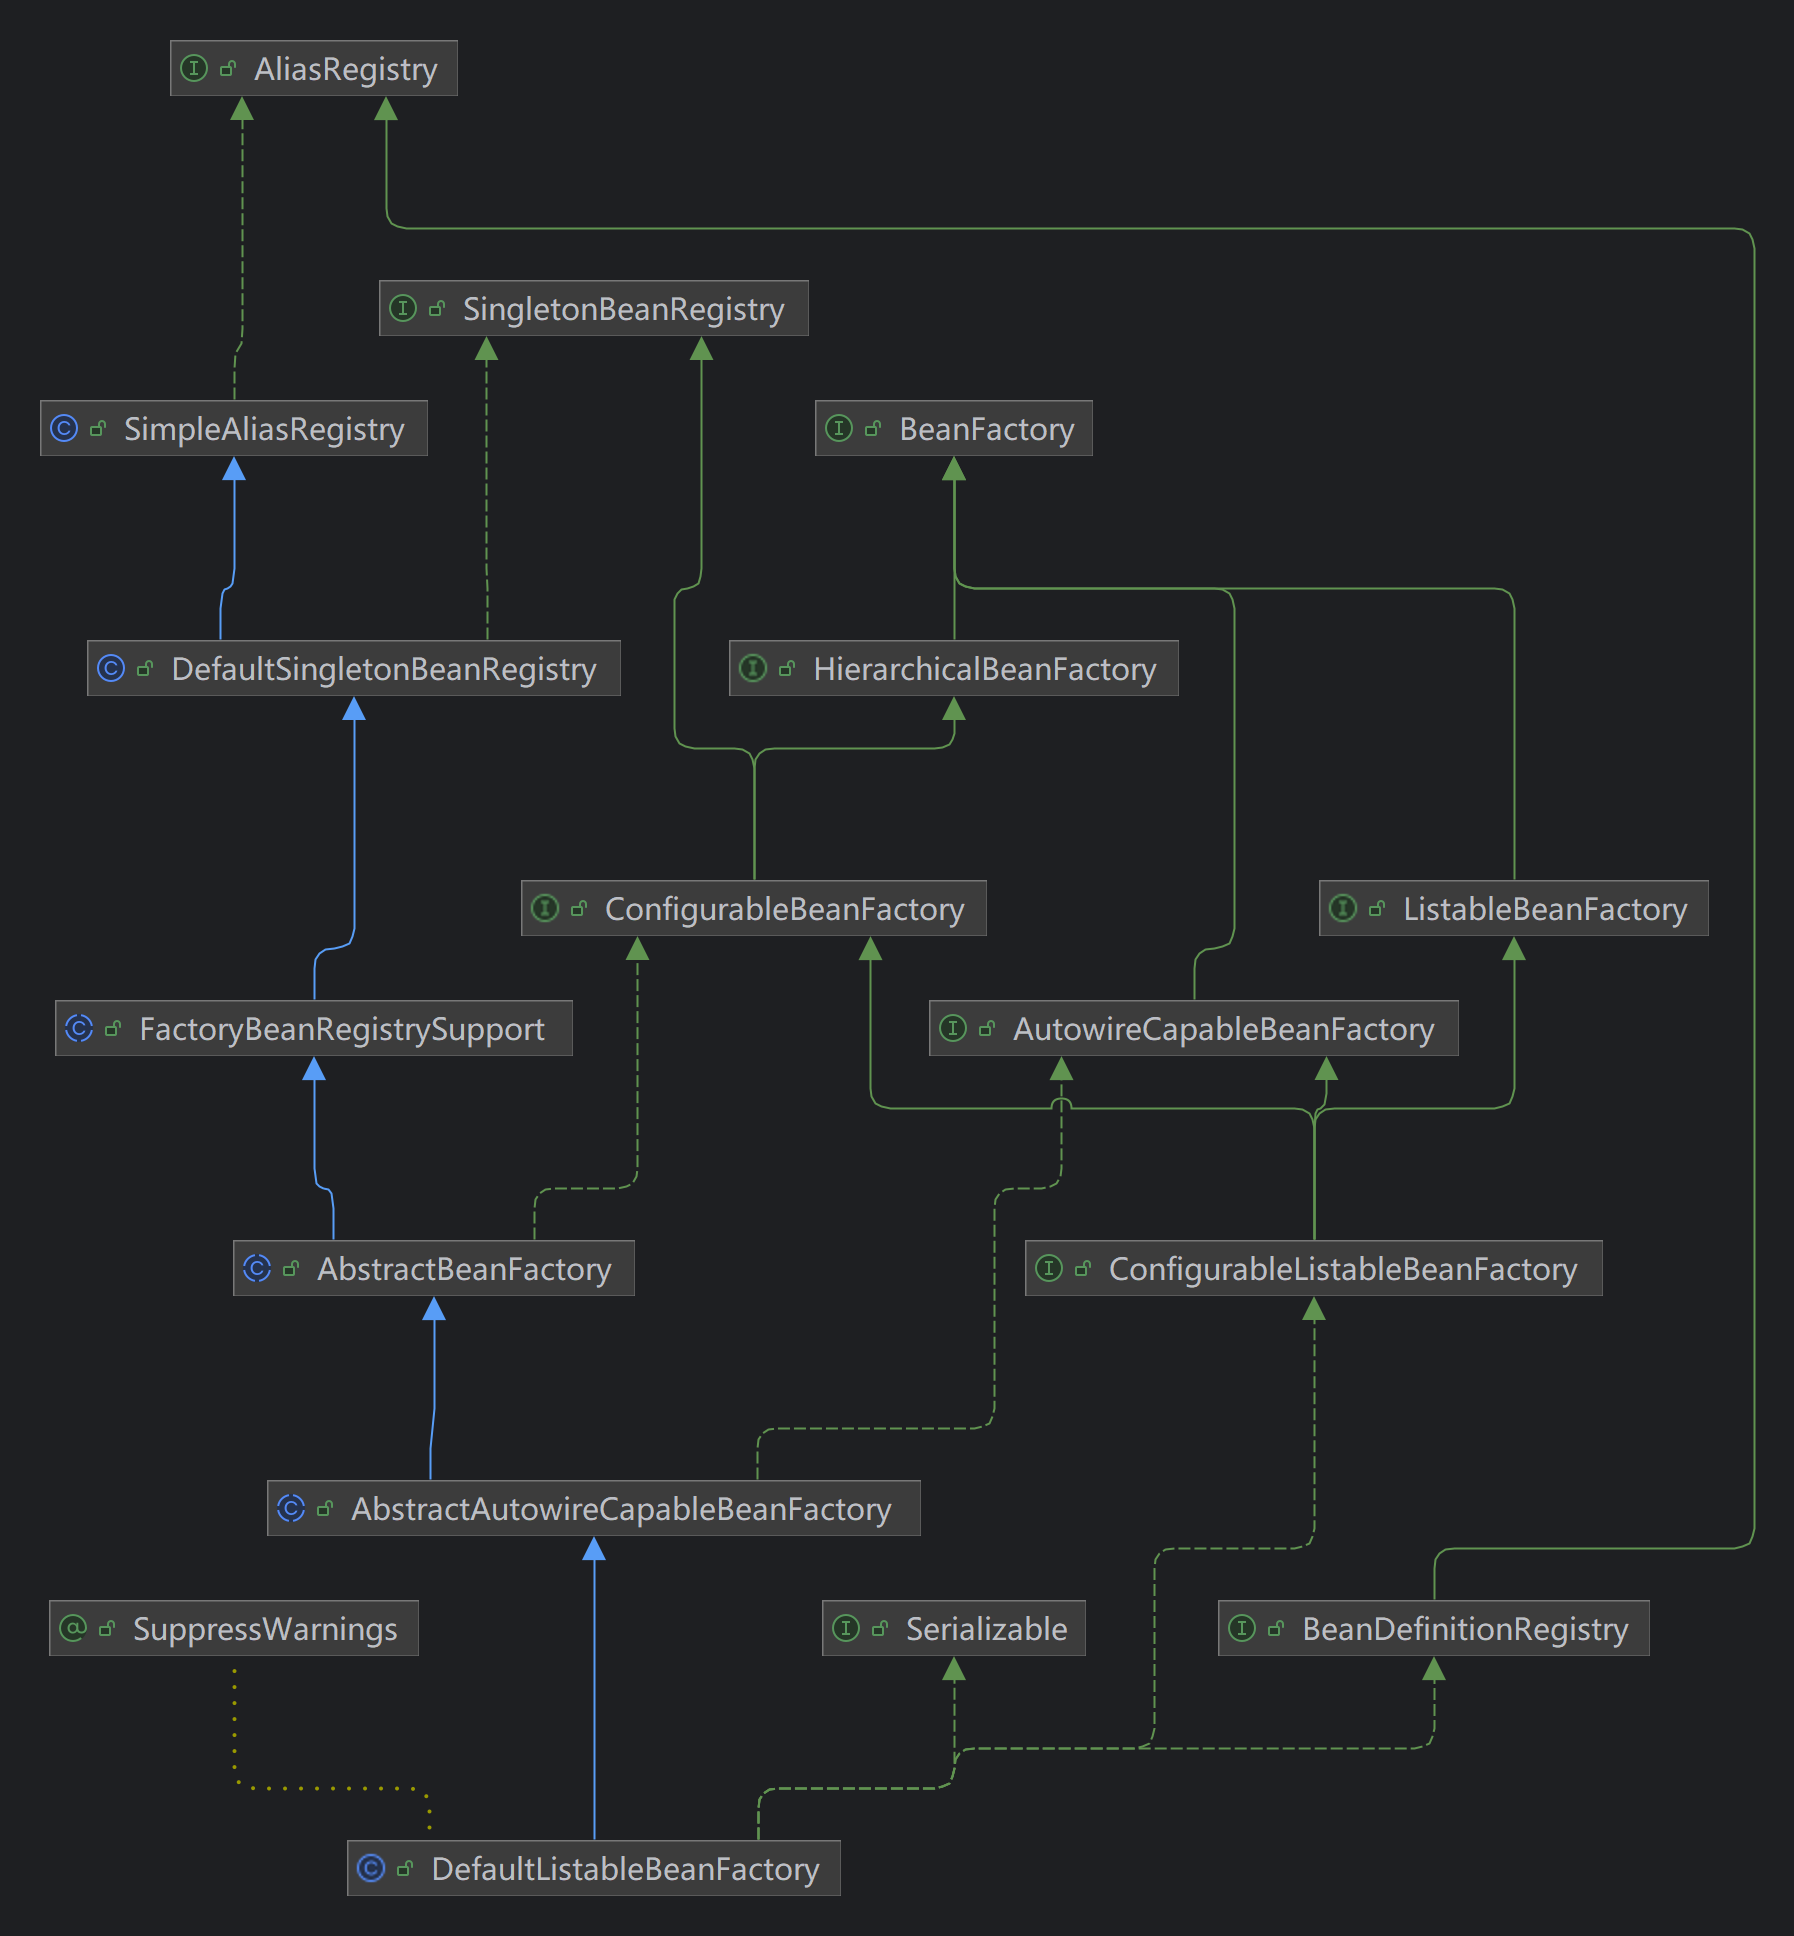 AliasRegistry
SingletonBeanRegistry
SimpleAliasRegistry
BeanFactory
DefaultSingletonBeanRegistry
HierarchicalBeanFactory
ConfigurableBeanFactory
ListableBeanFactory
FactoryBeanRegistrySupport
AutowireCapableBeanFactory
AbstractBeanFactory
ConfigurableListableBeanFactory
AbstractAutowireCapableBeanFactory
SuppressWarnings
Serializable
BeanDefinitionRegistry
DefaultListableBeanFactory